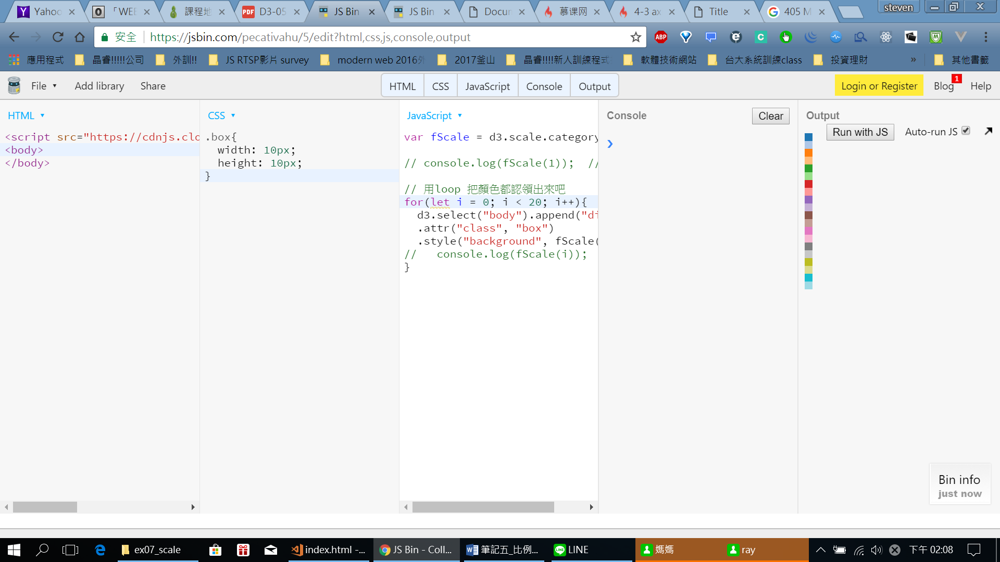 Yahoo
「WEB
課程地
D3-05
JS Bin
JS Bin
Docum
慕课网
4-3 ax
Title
405 M
steven
安全
https://jsbin.com/pecativahu/5/edit?html,css,js,console,output
應用程式
晶睿!!!!!公司
外訓!!
JS RTSP影片 survey
modern web 2016外
2017釜山
晶睿!!!!新人訓練程式
軟體技術網站
台大系統訓練class
投資理財
»
其他書籤
File
Add library
Share
HTML
CSS
JavaScript
Console
Output
Login or Register
Blog
1
Help
HTML
<script src="https://cdnjs.clo
<body>
</body>
CSS
.box{
width: 10px;
height: 10px;
}
JavaScript
var fScale = d3.scale.category
// console.log(fScale(1));  //
// 用loop 把顏色都認領出來吧
for(let i = 0; i < 20; i++){
d3.select("body").append("di
.attr("class", "box")
.style("background", fScale(
//   console.log(fScale(i));
}
Console
Clear
Output
Run with JS
Auto-run JS
Bin info
just now
ex07_scale
index.html -...
JS Bin - Coll...
筆記五_比例...
LINE
媽媽
ray
下午 02:08